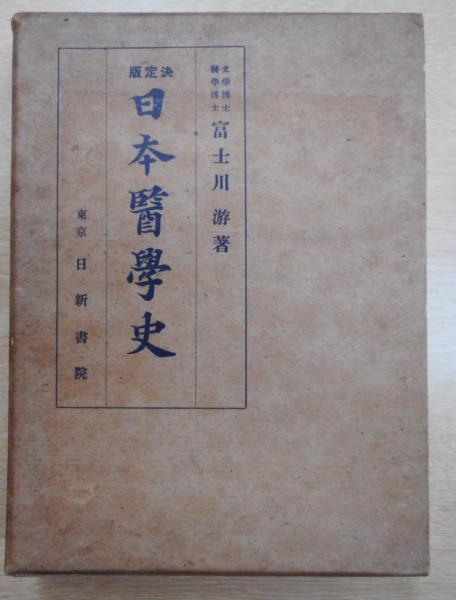 文學博士
醫學博士
富士川 游著
決定版
日本醫學史
東京 日新書院